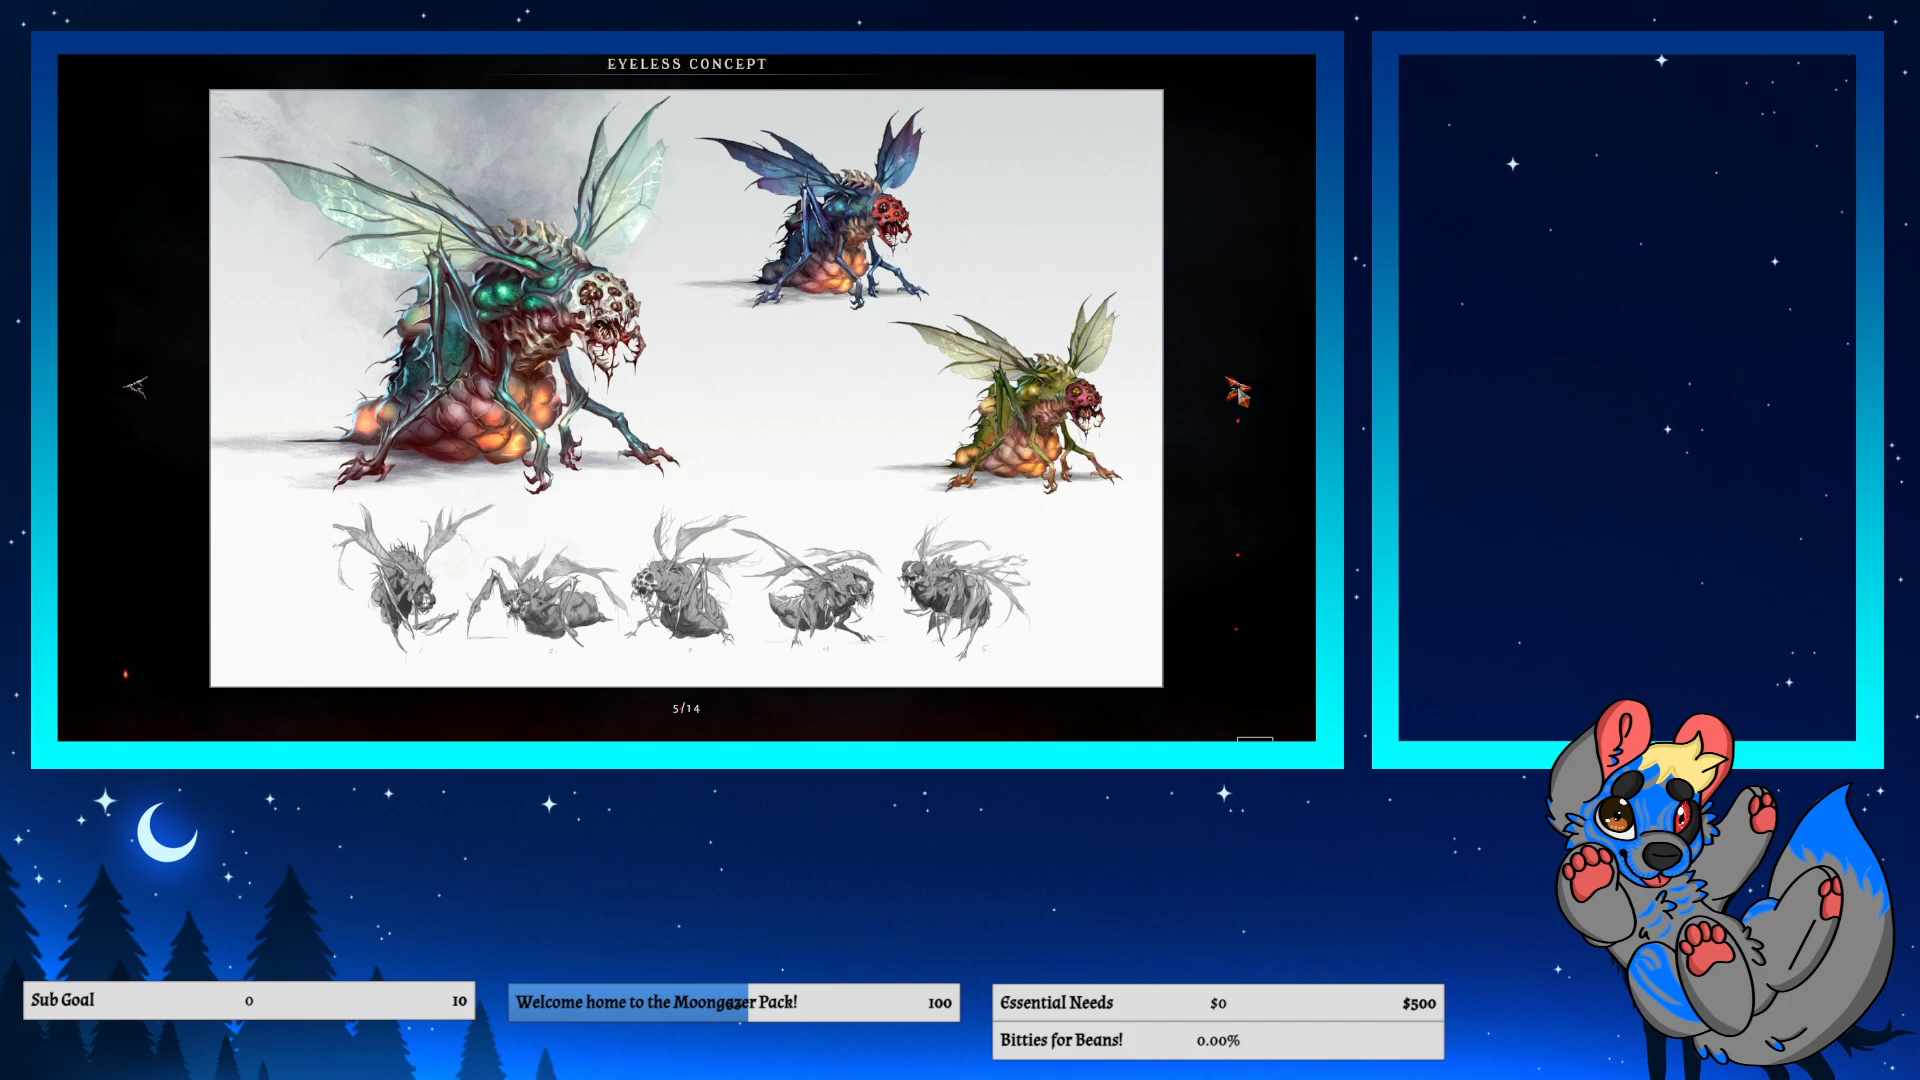 EYELESS CONCEPT
5/14
Sub Goal 0 10
Welcome home to the Moongazer Pack! 100
Essential Needs $0 $500
Bitties for Beans! 0.00%